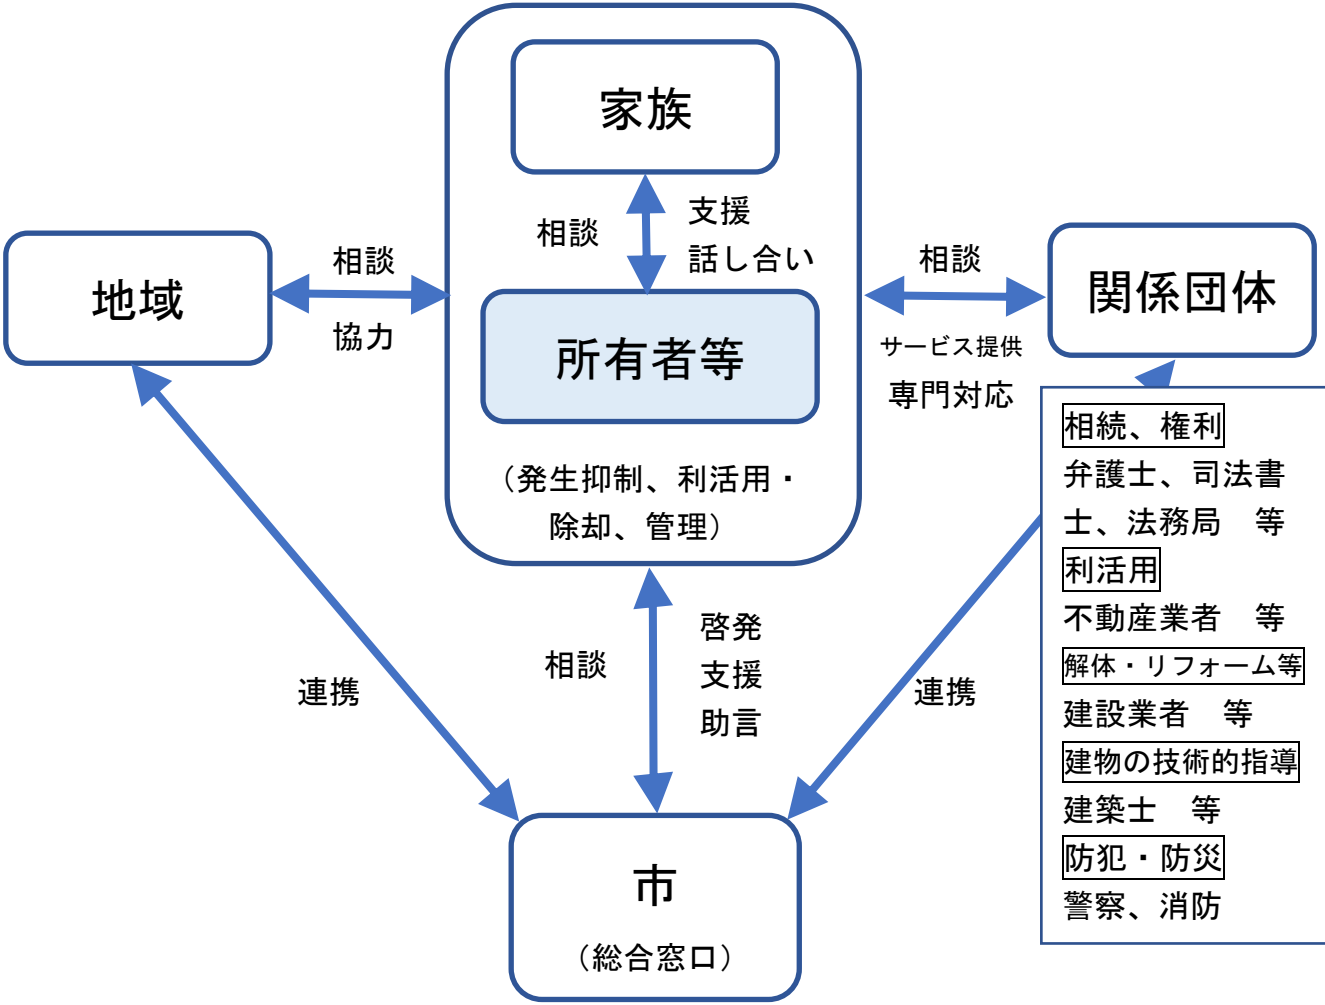 家族
相談
支援
話し合い
所有者等
（発生抑制、利活用・
除却、管理）
地域
相談
協力
関係団体
相談
サービス提供
専門対応
相続、権利
弁護士、司法書
士、法務局　等
利活用
不動産業者　等
解体・リフォーム等
建設業者　等
建物の技術的指導
建築士　等
防犯・防災
警察、消防
連携
相談
啓発
支援
助言
連携
市
（総合窓口）